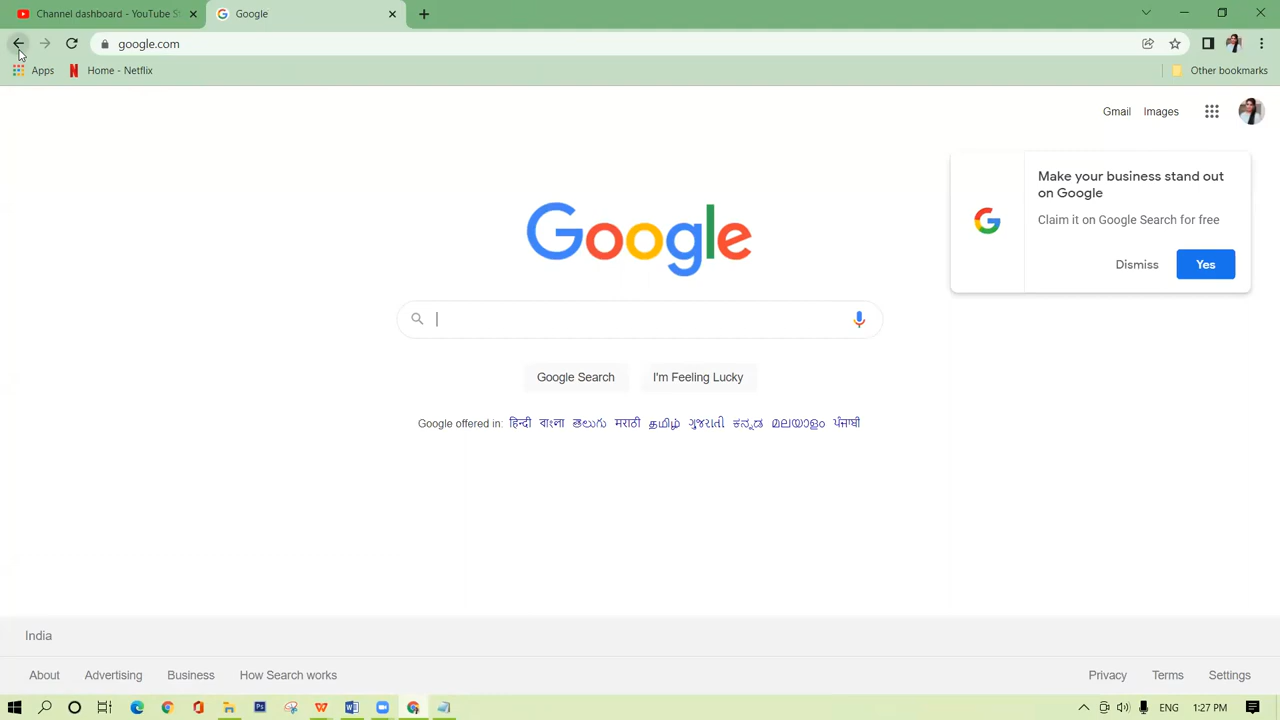 Channel dashboard - YouTube S
Google
google.com
Apps
Home - Netflix
Other bookmarks
Gmail
Images
Make your business stand out
on Google
Claim it on Google Search for free
Dismiss
Yes
Google
Google Search
I'm Feeling Lucky
Google offered in: हिन्दी বাংলা తెలుగు मराठी தமிழ் ગુજરાતી ಕನ್ನಡ മലയാളം ਪੰਜਾਬੀ
India
About
Advertising
Business
How Search works
Privacy
Terms
Settings
ENG
1:27 PM